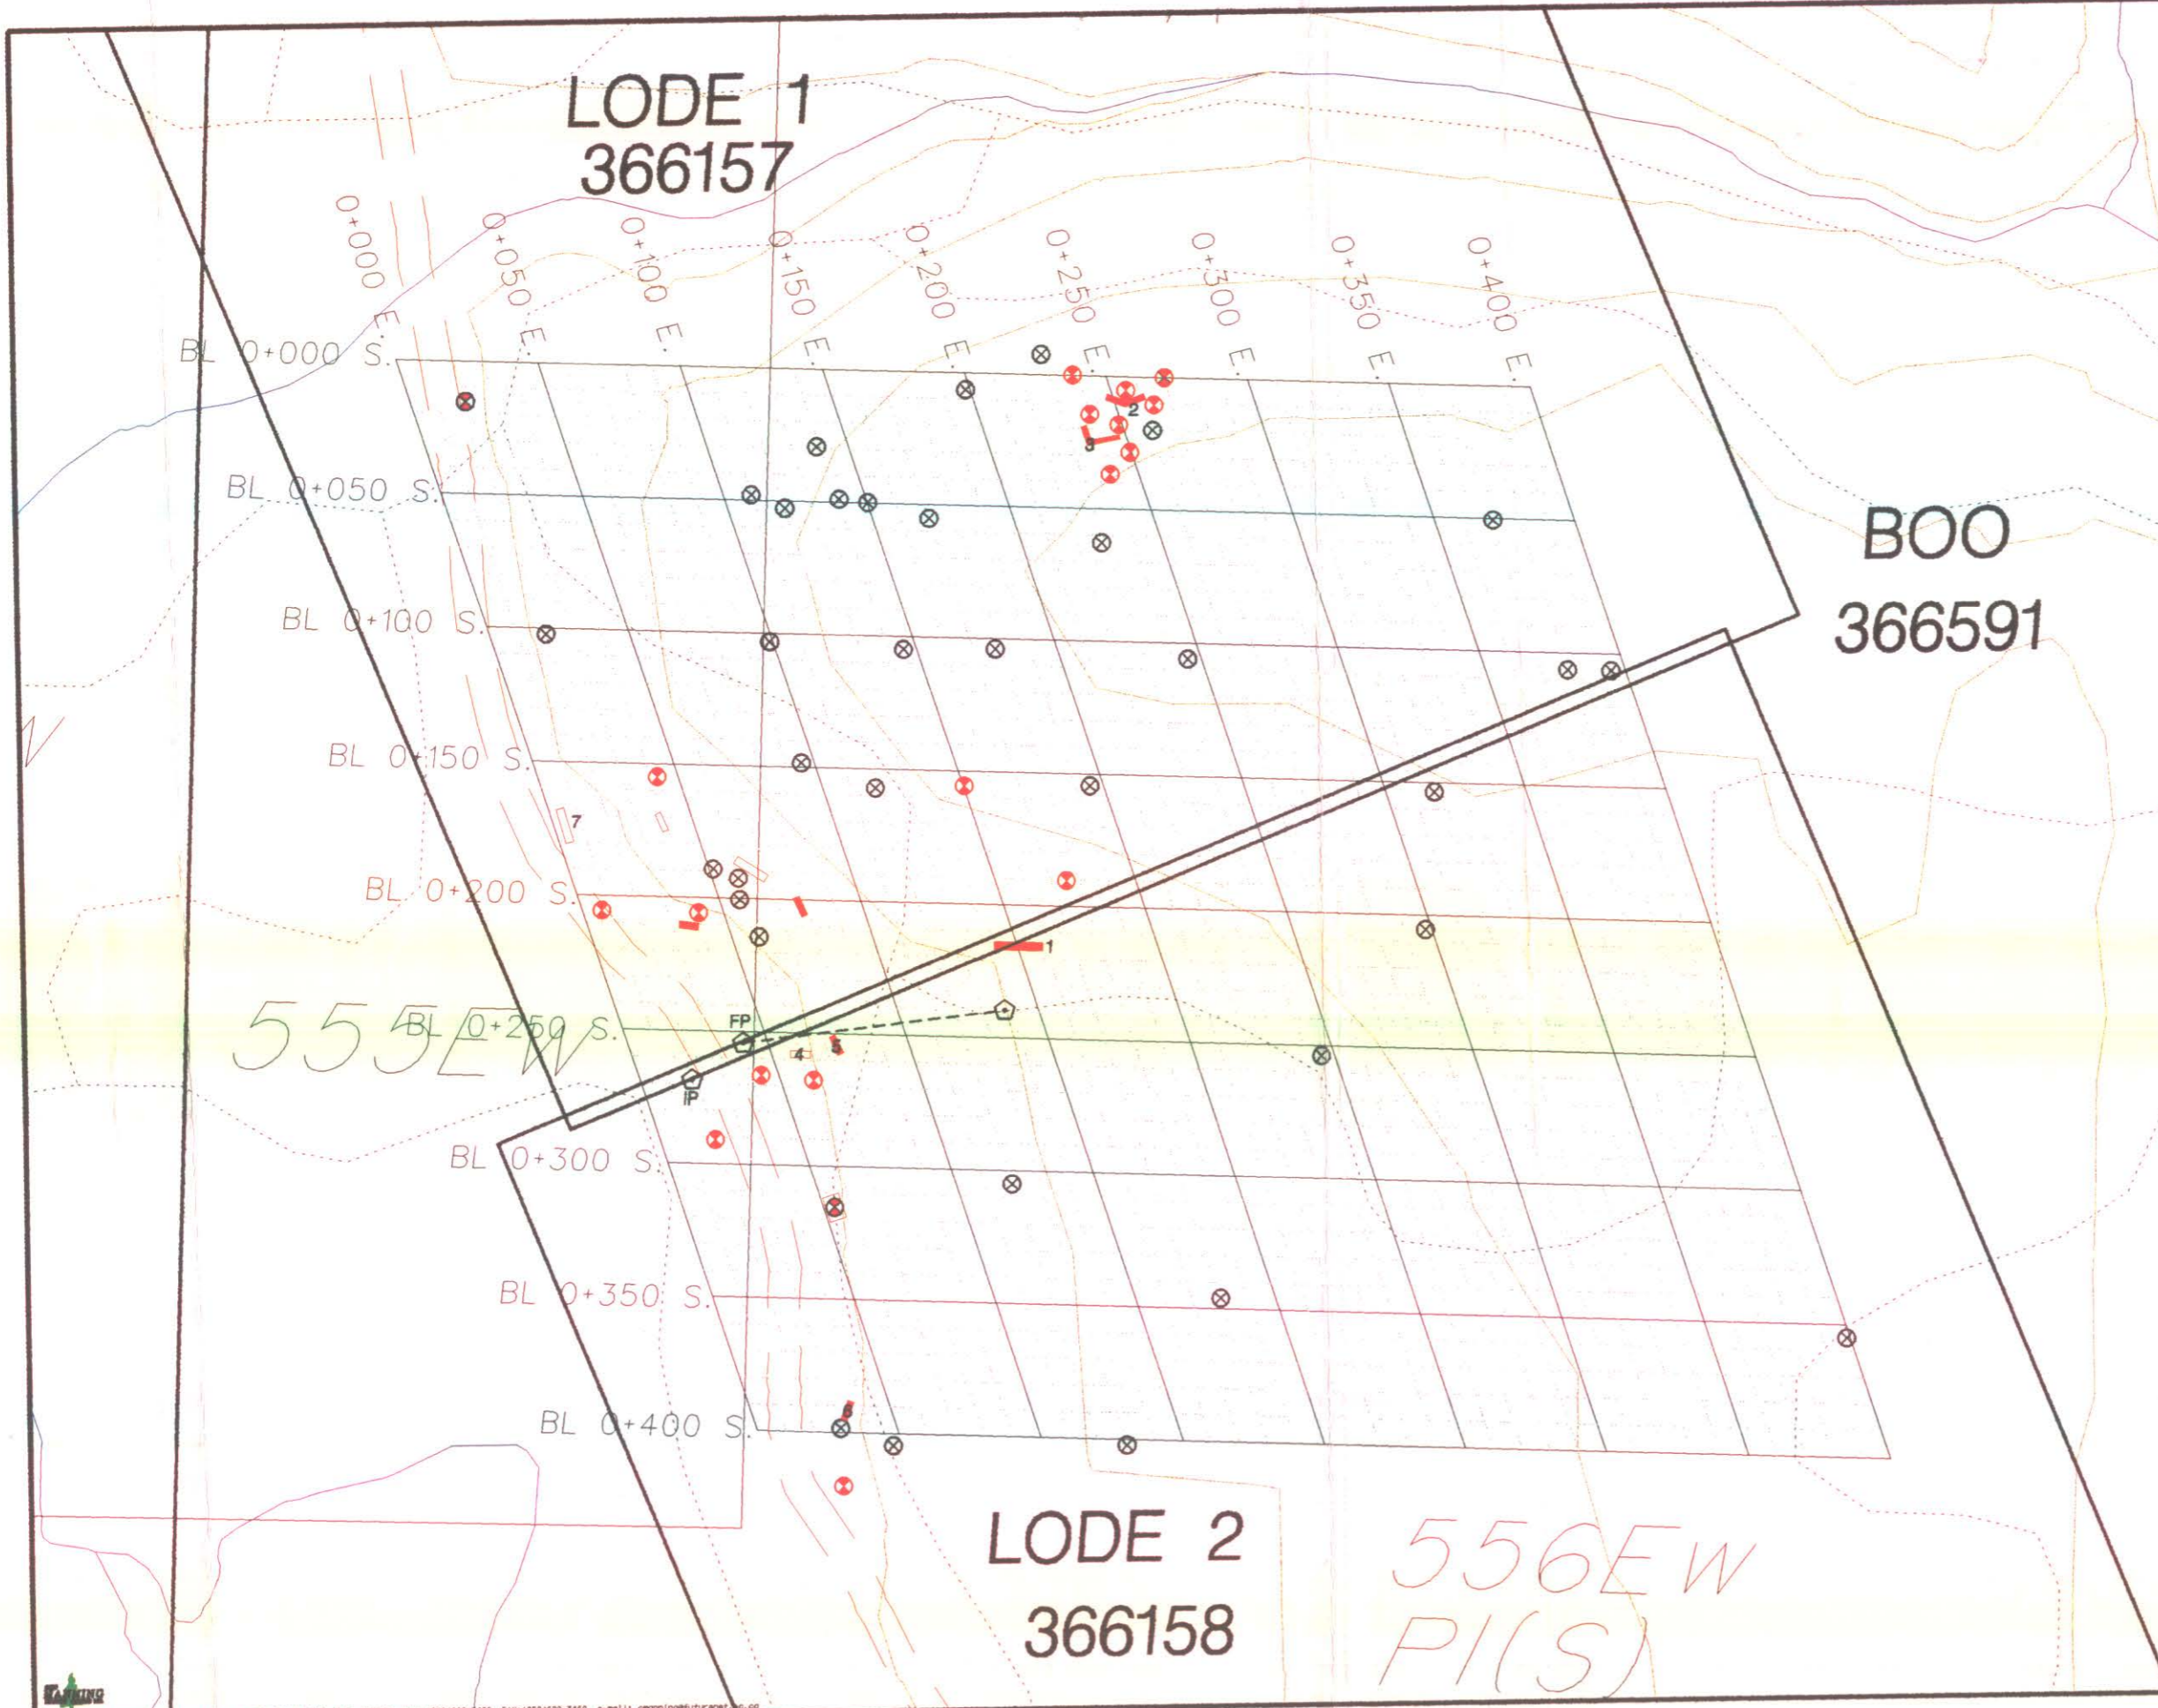 LODE 1
366157
0+000 E.
0+050 E.
0+100 E.
0+150 E.
0+200 E.
0+250 E.
0+300 E.
0+350 E.
0+400 E.
BL 0+000 S.
2
3
BL 0+050 S.
BOO
366591
BL 0+100 S.
BL 0+150 S.
7
BL 0+200 S.
1
555EW
BL 0+250 S.
FP
4
5
IP
BL 0+300 S.
BL 0+350 S.
6
BL 0+400 S.
LODE 2
366158
556EW
PI(S)